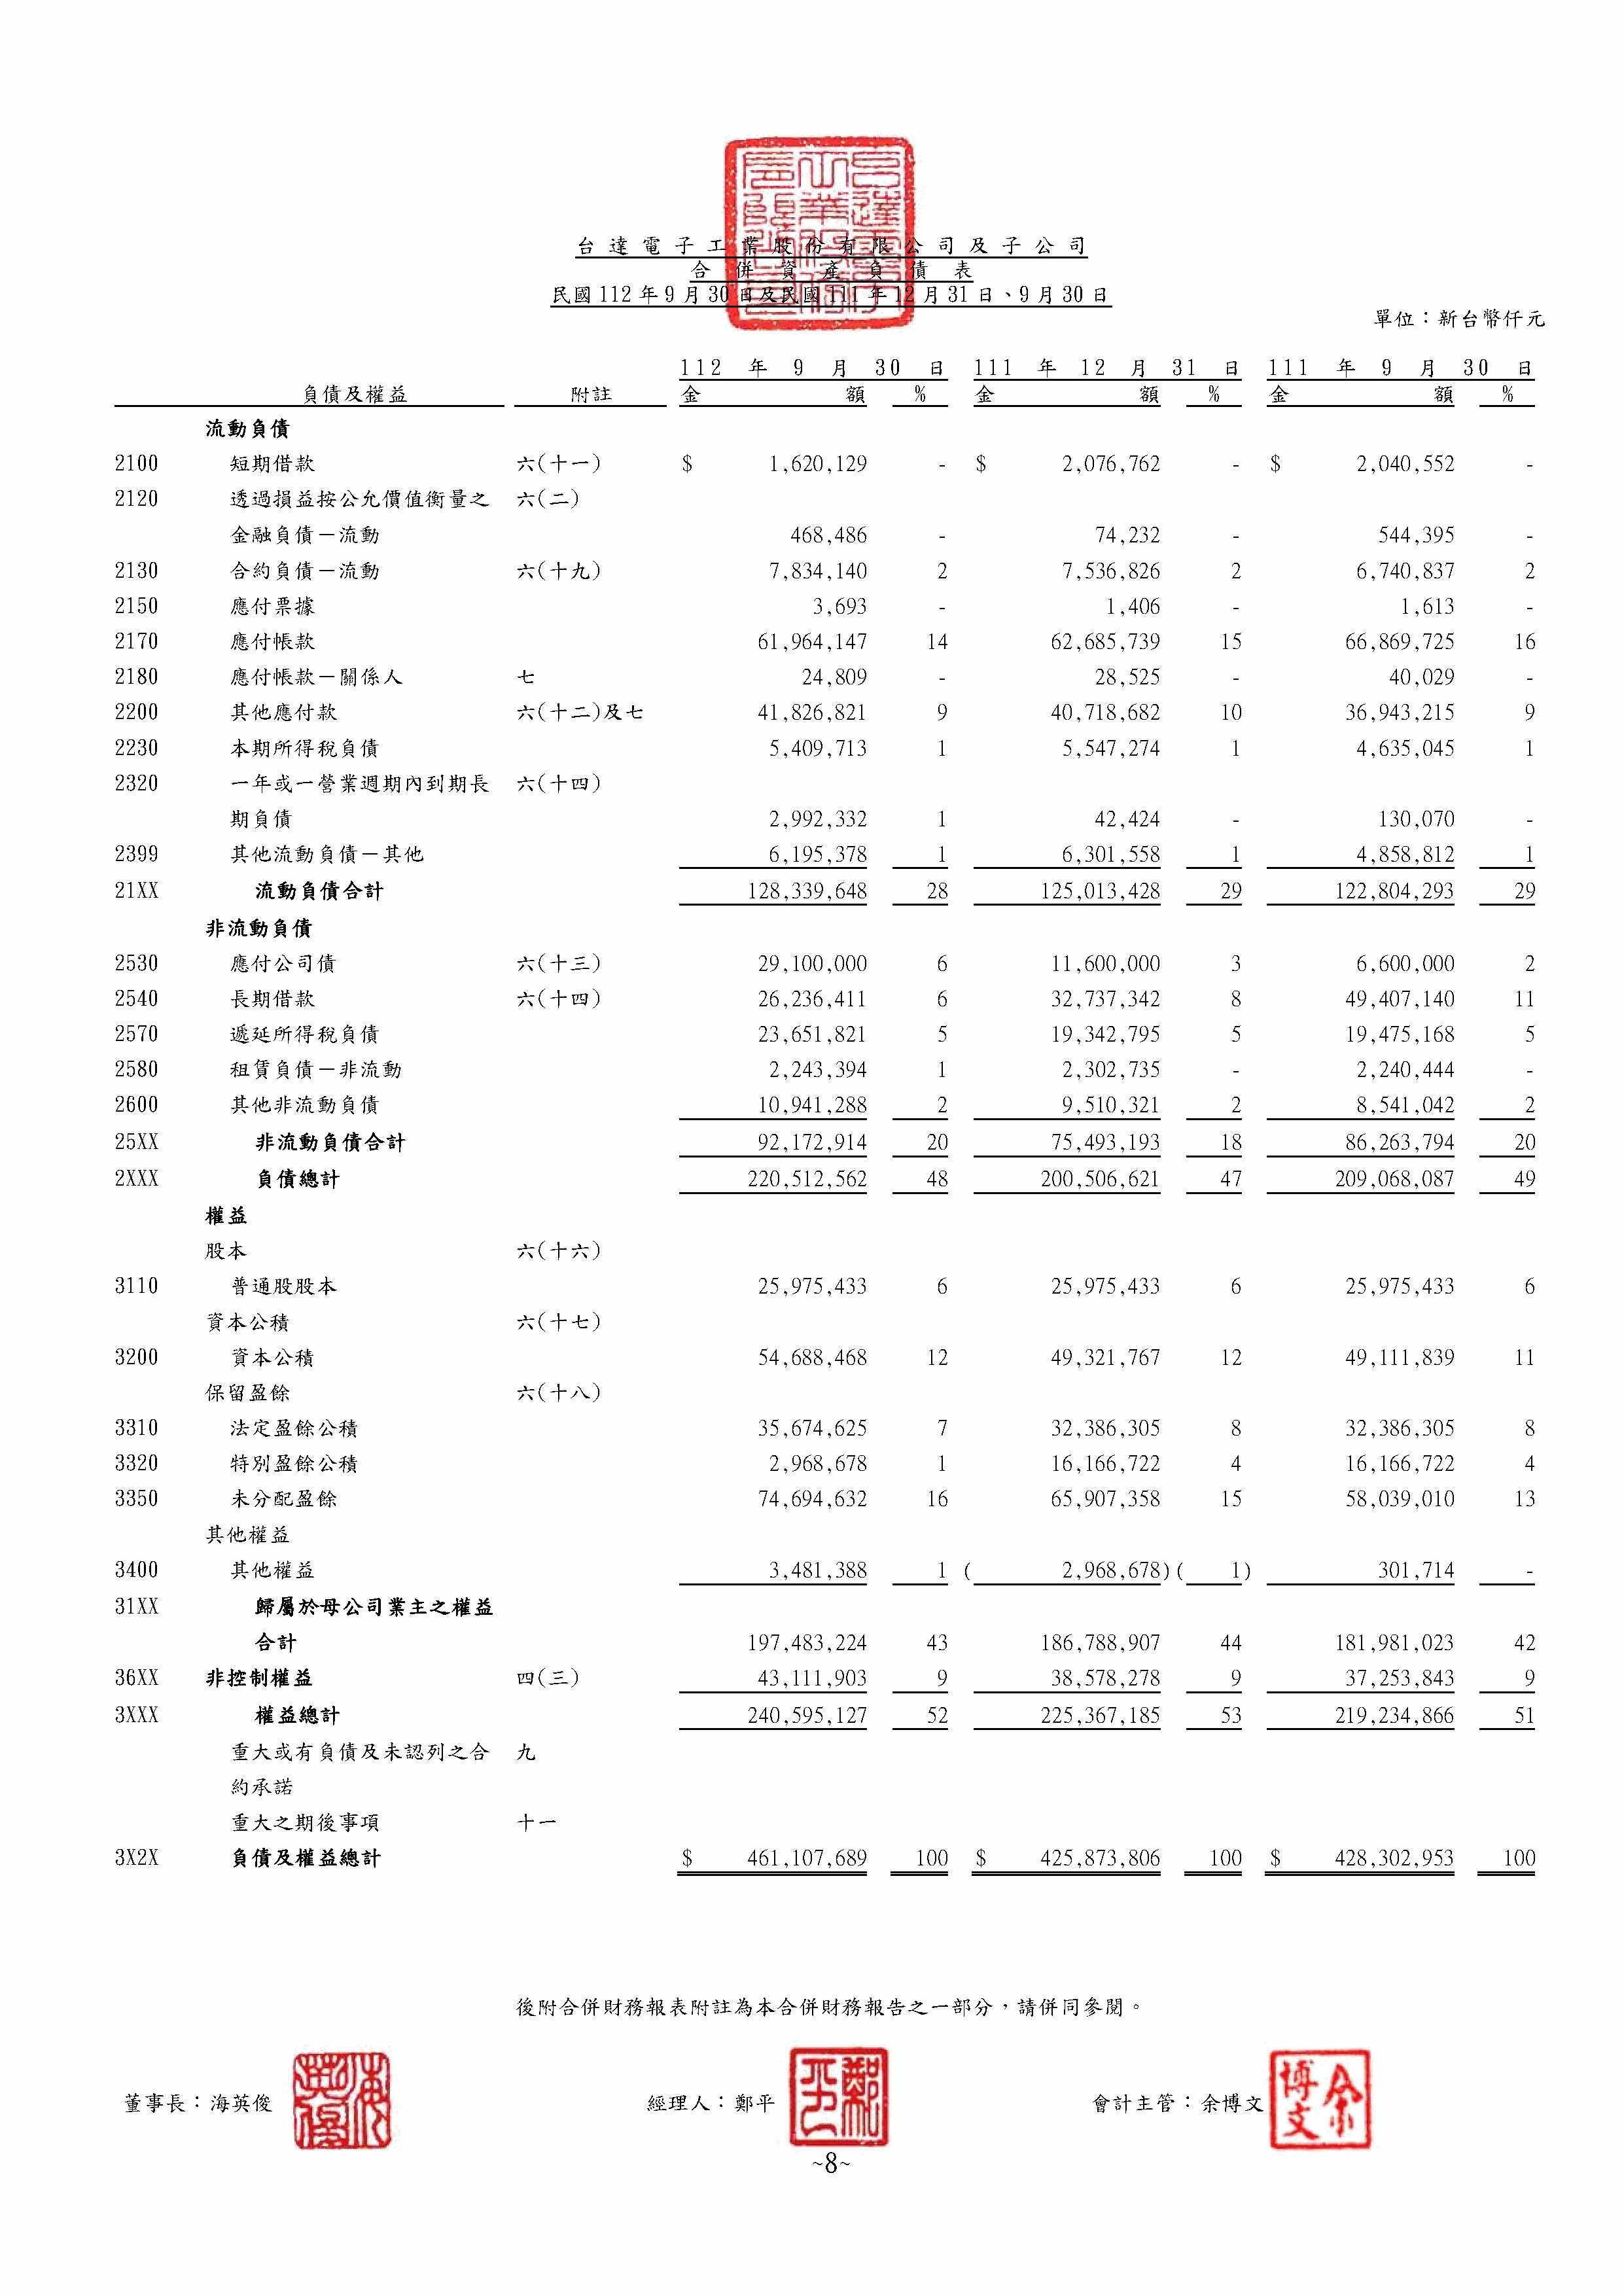 台達電子工業股份有限公司及子公司
合併資產負債表
民國112年9月30日及民國111年12月31日、9月30日
單位：新台幣仟元
112年9月30日 111年12月31日 111年9月30日
負債及權益 附註 金額 % 金額 % 金額 %
流動負債
2100 短期借款 六(十一) $ 1,620,129 - $ 2,076,762 - $ 2,040,552 -
2120 透過損益按公允價值衡量之 六(二)
金融負債－流動 468,486 - 74,232 - 544,395 -
2130 合約負債－流動 六(十九) 7,834,140 2 7,536,826 2 6,740,837 2
2150 應付票據 3,693 - 1,406 - 1,613 -
2170 應付帳款 61,964,147 14 62,685,739 15 66,869,725 16
2180 應付帳款－關係人 七 24,809 - 28,525 - 40,029 -
2200 其他應付款 六(十二)及七 41,826,821 9 40,718,682 10 36,943,215 9
2230 本期所得稅負債 5,409,713 1 5,547,274 1 4,635,045 1
2320 一年或一營業週期內到期長 六(十四)
期負債 2,992,332 1 42,424 - 130,070 -
2399 其他流動負債－其他 6,195,378 1 6,301,558 1 4,858,812 1
21XX 流動負債合計 128,339,648 28 125,013,428 29 122,804,293 29
非流動負債
2530 應付公司債 六(十三) 29,100,000 6 11,600,000 3 6,600,000 2
2540 長期借款 六(十四) 26,236,411 6 32,737,342 8 49,407,140 11
2570 遞延所得稅負債 23,651,821 5 19,342,795 5 19,475,168 5
2580 租賃負債－非流動 2,243,394 1 2,302,735 - 2,240,444 -
2600 其他非流動負債 10,941,288 2 9,510,321 2 8,541,042 2
25XX 非流動負債合計 92,172,914 20 75,493,193 18 86,263,794 20
2XXX 負債總計 220,512,562 48 200,506,621 47 209,068,087 49
權益
股本 六(十六)
3110 普通股股本 25,975,433 6 25,975,433 6 25,975,433 6
資本公積 六(十七)
3200 資本公積 54,688,468 12 49,321,767 12 49,111,839 11
保留盈餘 六(十八)
3310 法定盈餘公積 35,674,625 7 32,386,305 8 32,386,305 8
3320 特別盈餘公積 2,968,678 1 16,166,722 4 16,166,722 4
3350 未分配盈餘 74,694,632 16 65,907,358 15 58,039,010 13
其他權益
3400 其他權益 3,481,388 1 ( 2,968,678)( 1) 301,714 -
31XX 歸屬於母公司業主之權益
合計 197,483,224 43 186,788,907 44 181,981,023 42
36XX 非控制權益 四(三) 43,111,903 9 38,578,278 9 37,253,843 9
3XXX 權益總計 240,595,127 52 225,367,185 53 219,234,866 51
重大或有負債及未認列之合 九
約承諾
重大之期後事項 十一
3X2X 負債及權益總計 $ 461,107,689 100 $ 425,873,806 100 $ 428,302,953 100
後附合併財務報表附註為本合併財務報告之一部分，請併同參閱。
董事長：海英俊 經理人：鄭平 會計主管：余博文
~8~